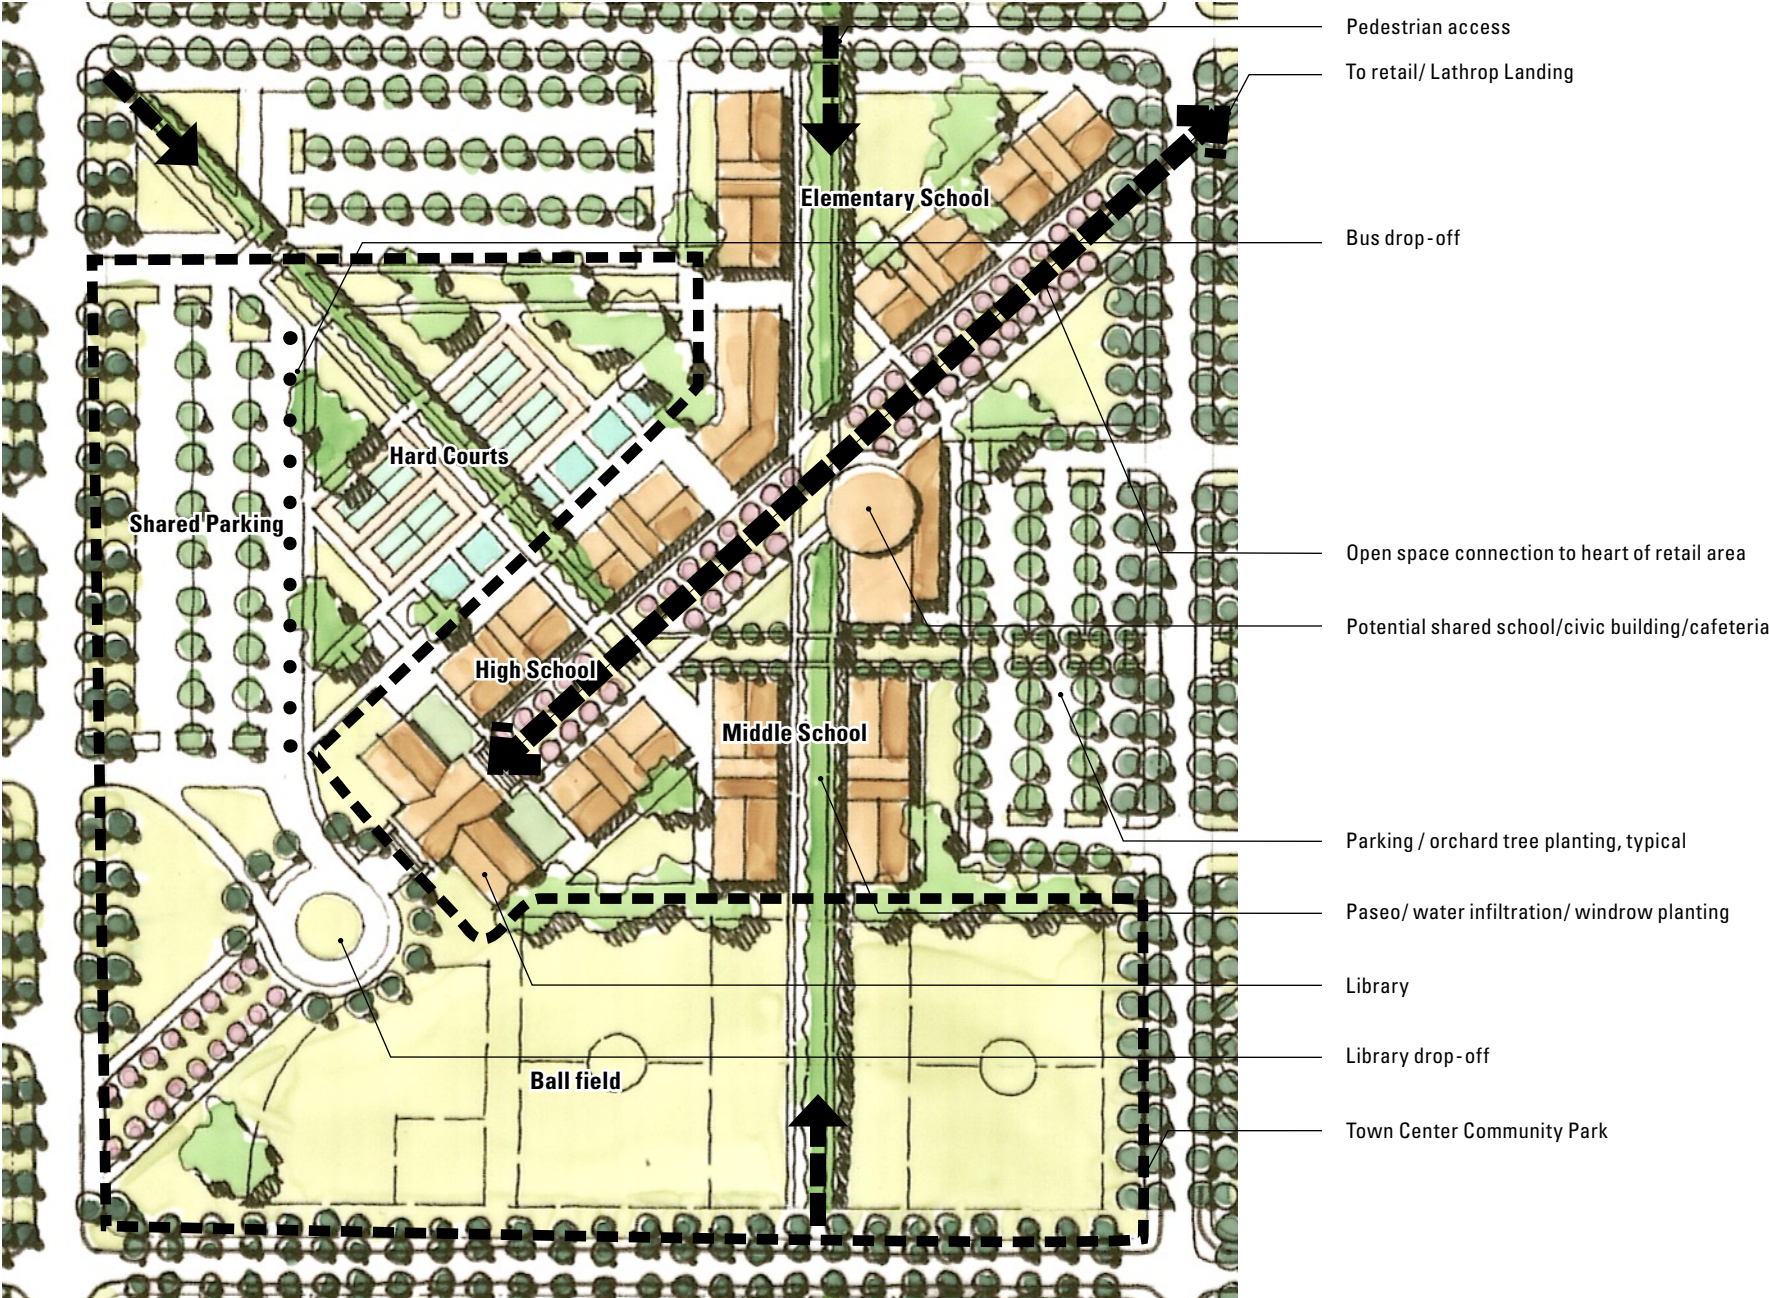 Pedestrian access
To retail/ Lathrop Landing
Elementary School
Bus drop-off
Hard Courts
Shared Parking
Open space connection to heart of retail area
Potential shared school/civic building/cafeteria
High School
Middle School
Parking / orchard tree planting, typical
Paseo/ water infiltration/ windrow planting
Library
Library drop-off
Ball field
Town Center Community Park